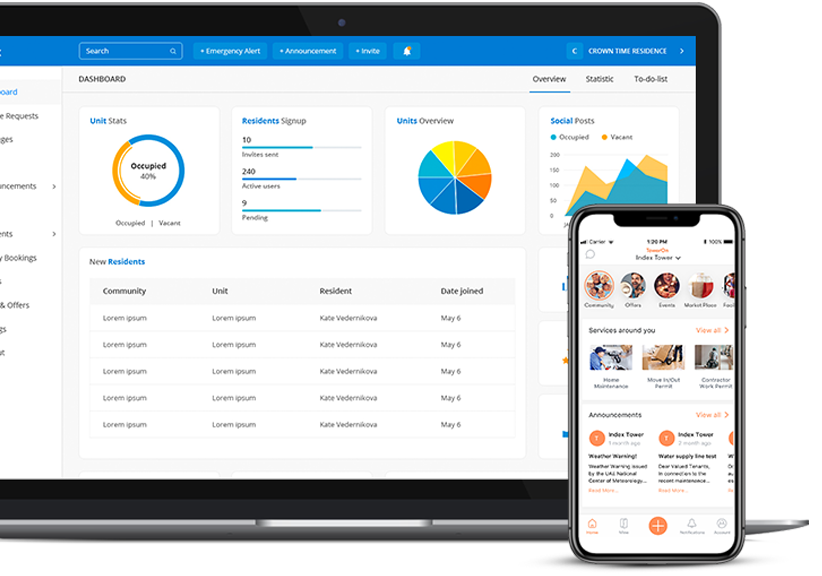 Search
+ Emergency Alert
+ Announcement
+ Invite
C CROWN TIME RESIDENCE
DASHBOARD
Overview
Statistic
To-do-list
oard
e Requests
ges
uncements
ents
y Bookings
s
& Offers
gs
ut
Unit Stats
Occupied
40%
Occupied | Vacant
Residents Signup
10
Invites sent
240
Active users
9
Pending
Units Overview
Social Posts
Occupied Vacant
200
150
100
50
0
New Residents
Community Unit Resident Date joined
Lorem ipsum Lorem ipsum Kate Vedernikova May 6
Lorem ipsum Lorem ipsum Kate Vedernikova May 6
Lorem ipsum Lorem ipsum Kate Vedernikova May 6
Lorem ipsum Lorem ipsum Kate Vedernikova May 6
Lorem ipsum Lorem ipsum Kate Vedernikova May 6
Carrier 1:20 PM 100%
TowerOn
Index Tower
Community Offers Events Market Place
Services around you View all
Home
Maintenance
Move In/Out
Permit
Contractor
Work Permit
Announcements View all
T Index Tower
1 month ago
Weather Warning!
Weather Warning issued
by the UAE National
Center of Meteorology...
Read More...
T Index Tower
2 month ago
Water supply line test
Dear Valued Tenants,
In connection to the
recent maintenance...
Read More...
Home
Notifications
Account